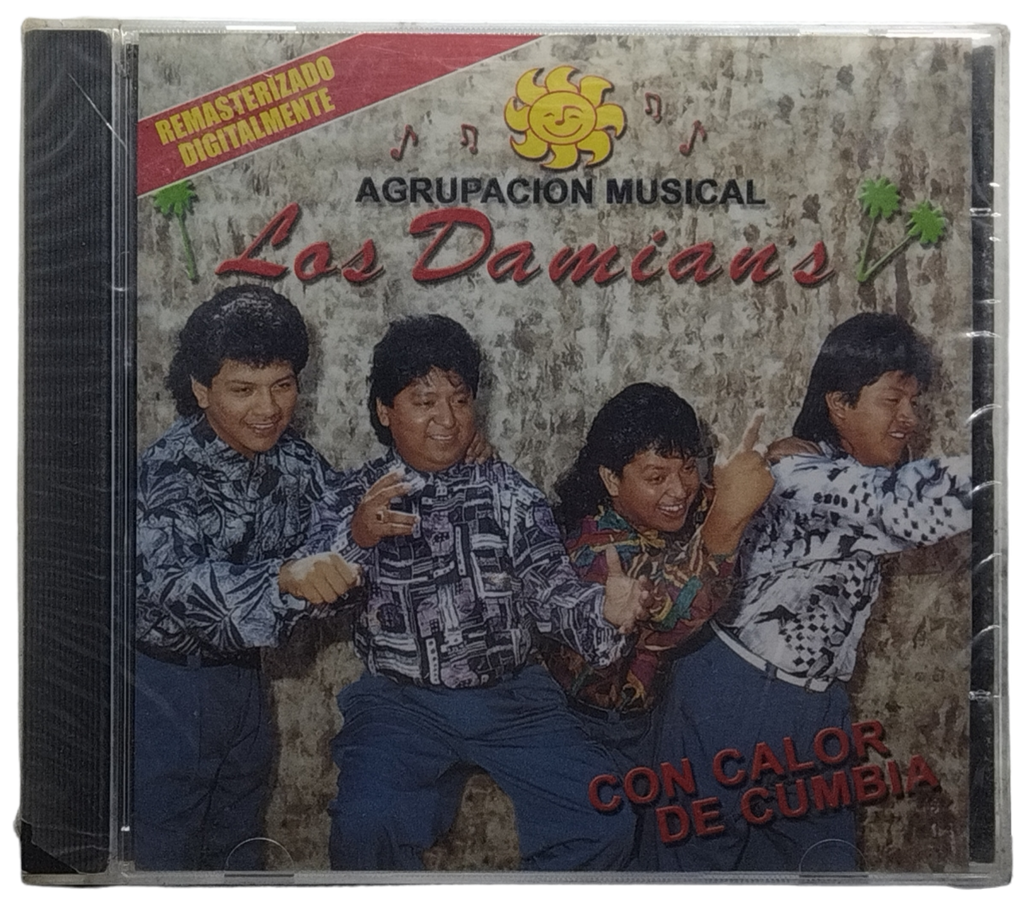 REMASTERIZADO
DIGITALMENTE
AGRUPACION MUSICAL
Los Damians
CON CALOR
DE CUMBIA